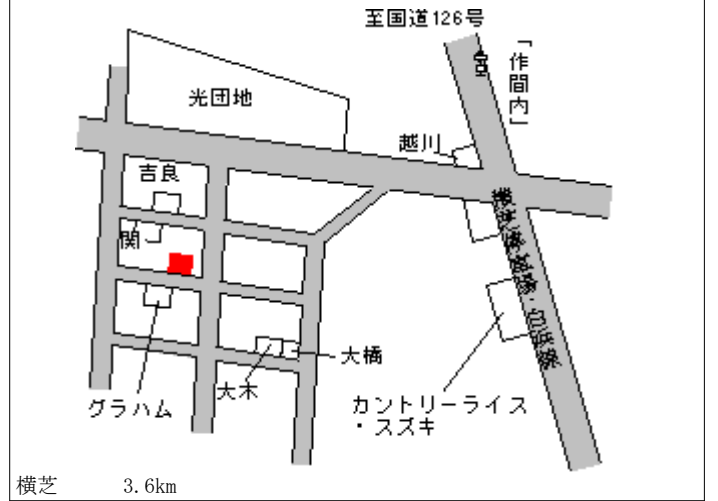 至国道126号
「作間内」
光団地
越川
吉良
関
グラハム
大木
大橋
カントリーライス
・スズキ
横芝 3.6km